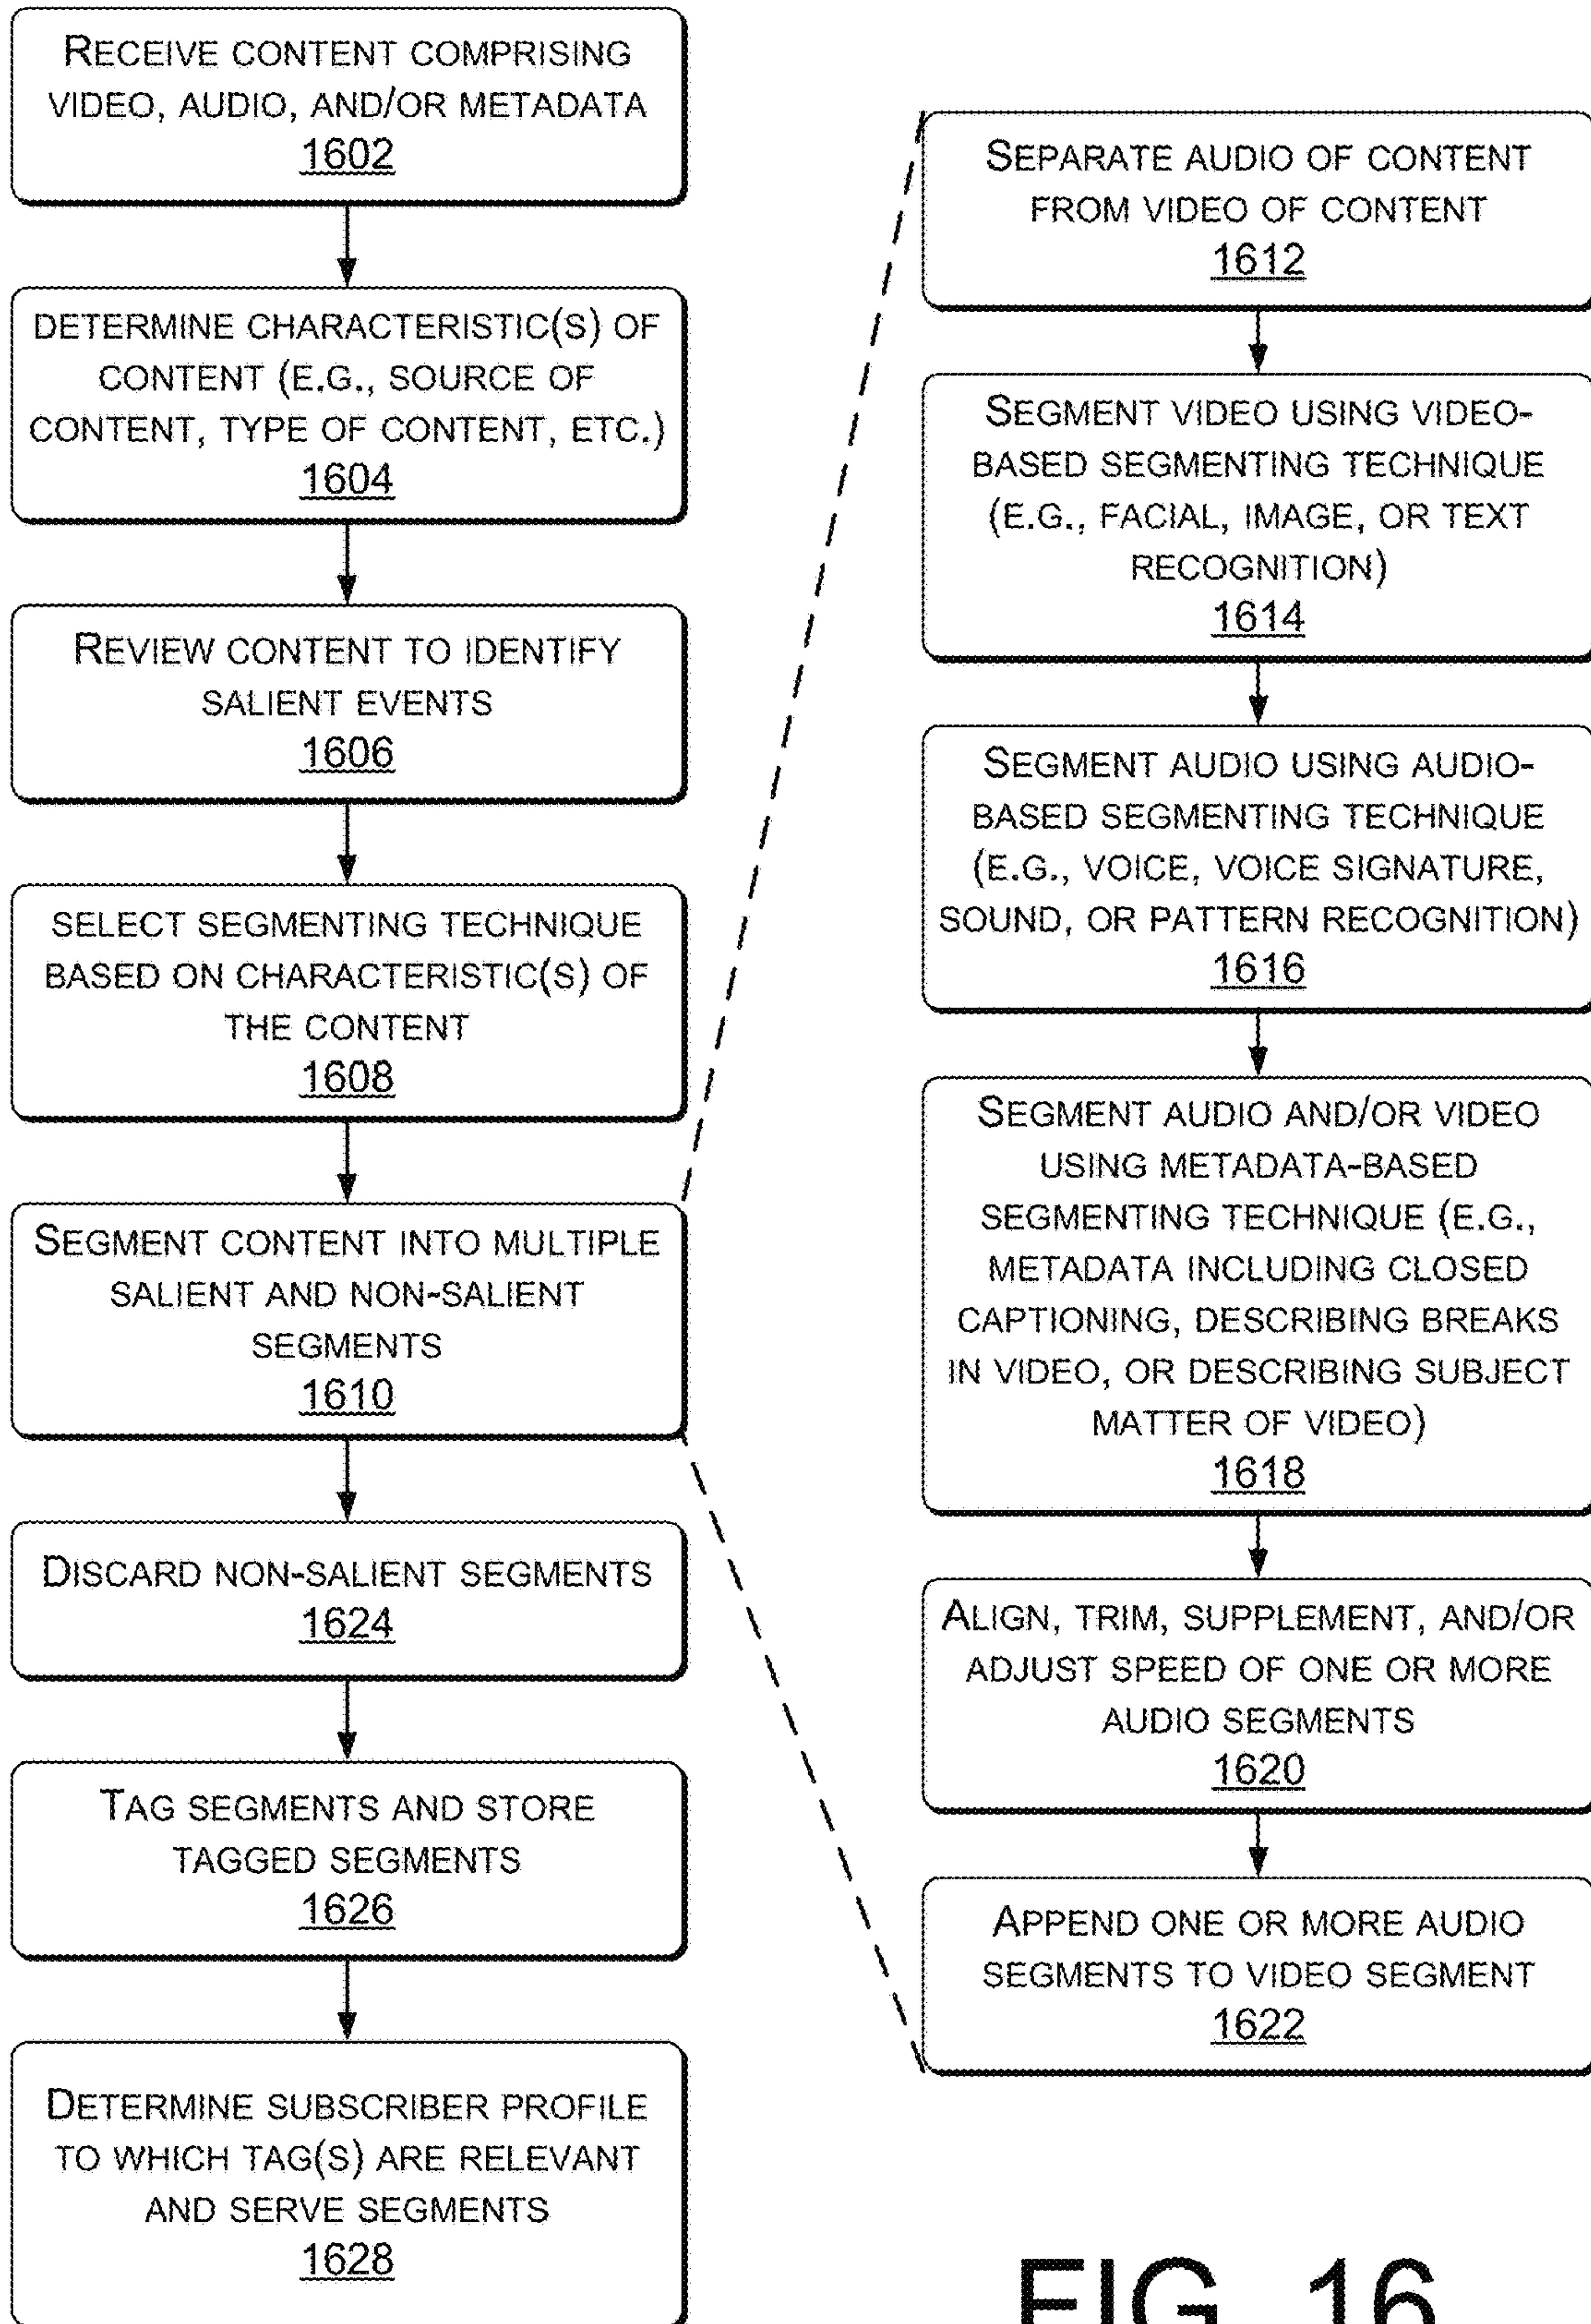 RECEIVE CONTENT COMPRISING
VIDEO, AUDIO, AND/OR METADATA
1602
DETERMINE CHARACTERISTIC(S) OF
CONTENT (E.G., SOURCE OF
CONTENT, TYPE OF CONTENT, ETC.)
1604
REVIEW CONTENT TO IDENTIFY
SALIENT EVENTS
1606
SELECT SEGMENTING TECHNIQUE
BASED ON CHARACTERISTIC(S) OF
THE CONTENT
1608
SEGMENT CONTENT INTO MULTIPLE
SALIENT AND NON-SALIENT
SEGMENTS
1610
DISCARD NON-SALIENT SEGMENTS
1624
TAG SEGMENTS AND STORE
TAGGED SEGMENTS
1626
DETERMINE SUBSCRIBER PROFILE
TO WHICH TAG(S) ARE RELEVANT
AND SERVE SEGMENTS
1628
SEPARATE AUDIO OF CONTENT
FROM VIDEO OF CONTENT
1612
SEGMENT VIDEO USING VIDEO-
BASED SEGMENTING TECHNIQUE
(E.G., FACIAL, IMAGE, OR TEXT
RECOGNITION)
1614
SEGMENT AUDIO USING AUDIO-
BASED SEGMENTING TECHNIQUE
(E.G., VOICE, VOICE SIGNATURE,
SOUND, OR PATTERN RECOGNITION)
1616
SEGMENT AUDIO AND/OR VIDEO
USING METADATA-BASED
SEGMENTING TECHNIQUE (E.G.,
METADATA INCLUDING CLOSED
CAPTIONING, DESCRIBING BREAKS
IN VIDEO, OR DESCRIBING SUBJECT
MATTER OF VIDEO)
1618
ALIGN, TRIM, SUPPLEMENT, AND/OR
ADJUST SPEED OF ONE OR MORE
AUDIO SEGMENTS
1620
APPEND ONE OR MORE AUDIO
SEGMENTS TO VIDEO SEGMENT
1622
FIG. 16